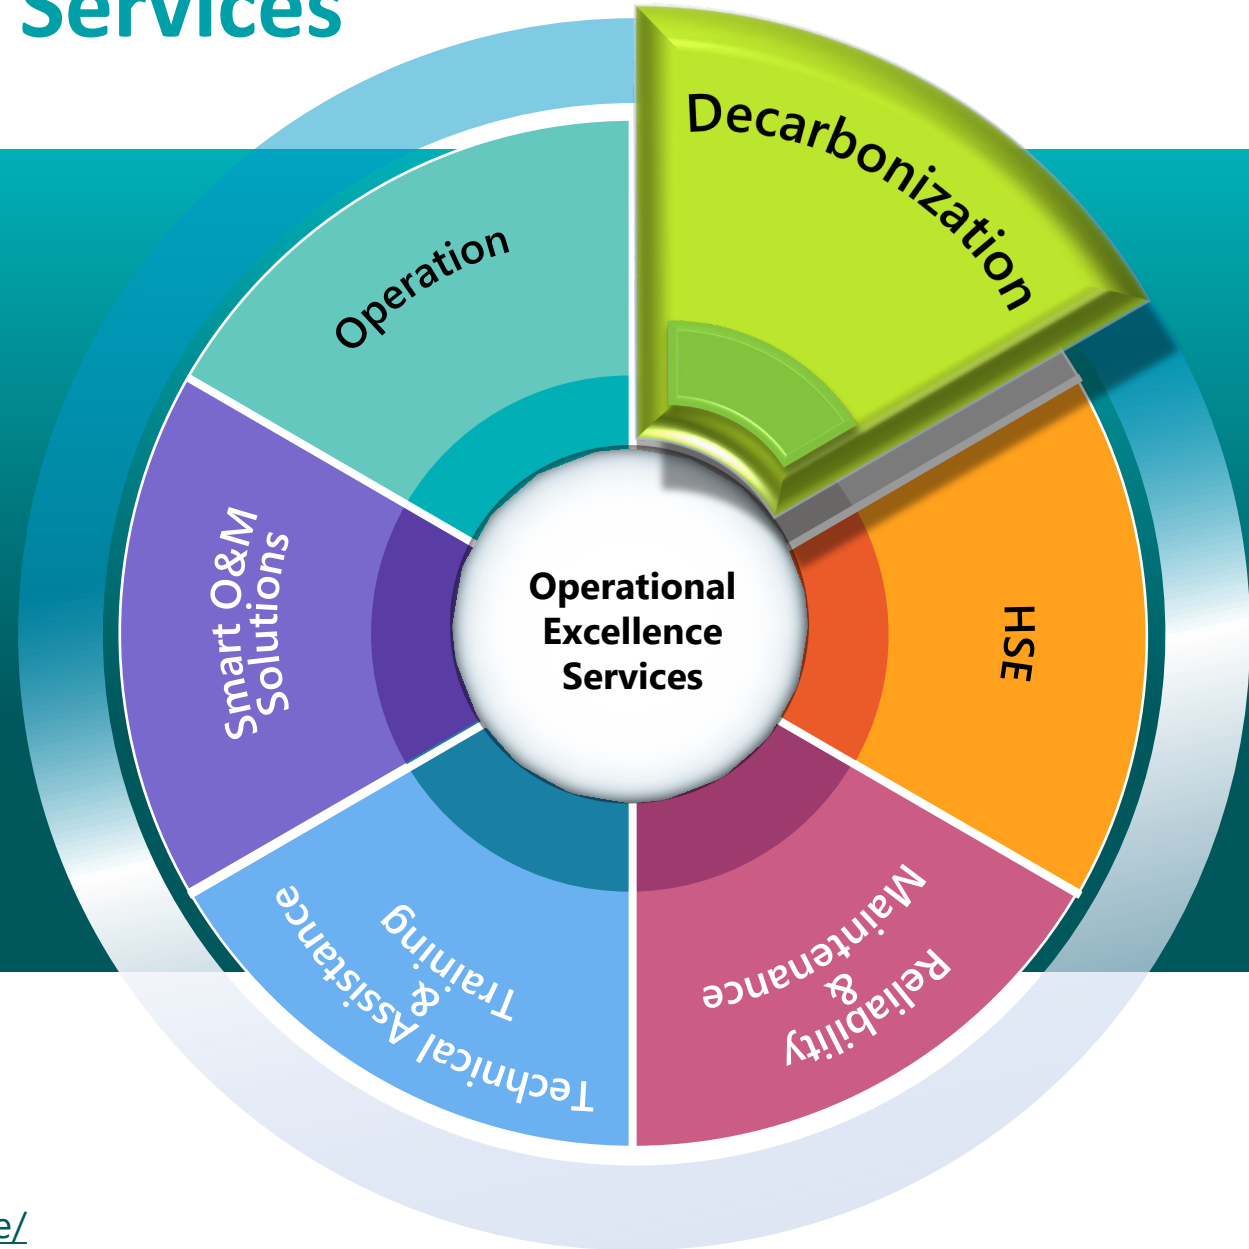 Services
Decarbonization
HSE
Reliability
&
Maintenance
Technical Assistance
&
Training
Smart O&M
Solutions
Operation
Operational
Excellence
Services
e/